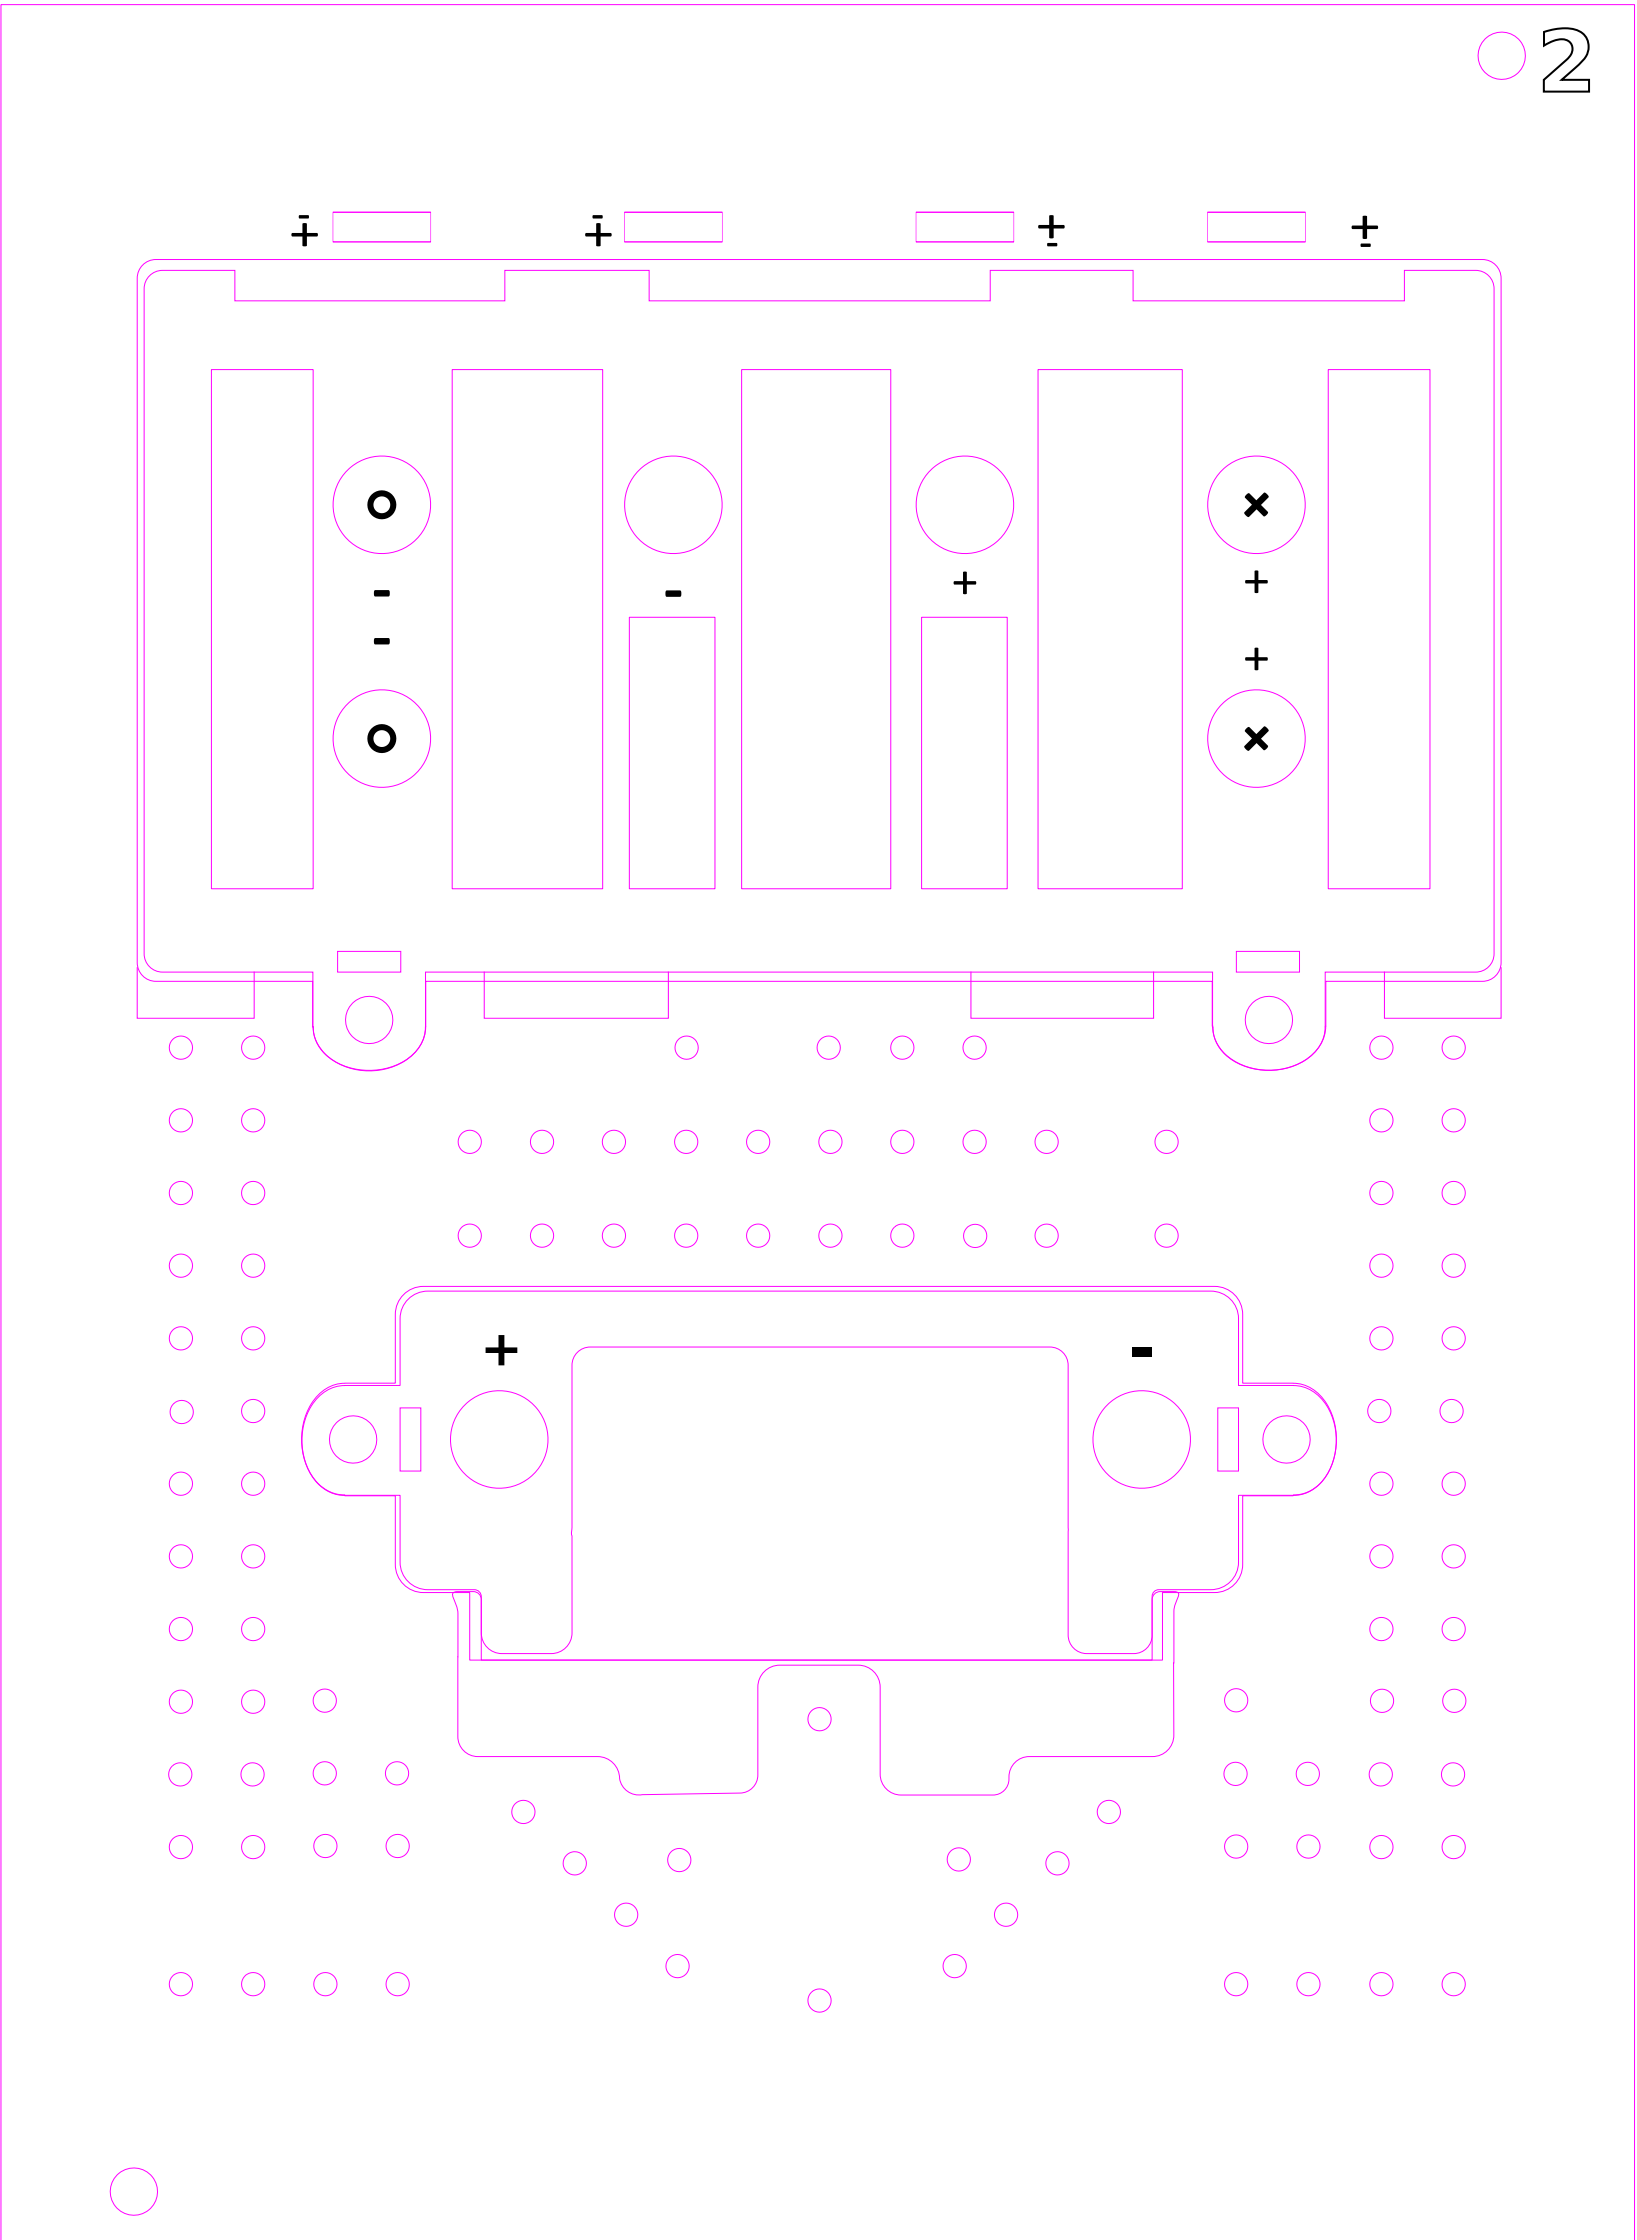 2
-+ -+ +- +-
O X
- - + +
- +
O X
+ -